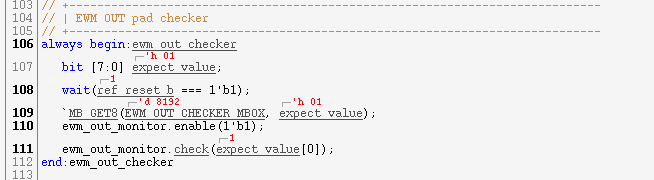 103 // +-----------------------------------------------------------------------
104 // | EWM OUT pad checker
105 // +-----------------------------------------------------------------------
106 always begin:ewm_out_checker
'h 01
107 bit [7:0] expect_value;
1
108 wait(ref_reset_b === 1'b1);
'd 8192 'h 01
109 `MB_GET8(EWM_OUT_CHECKER_MBOX, expect_value);
110 ewm_out_monitor.enable(1'b1);
1
111 ewm_out_monitor.check(expect_value[0]);
112 end:ewm_out_checker
113